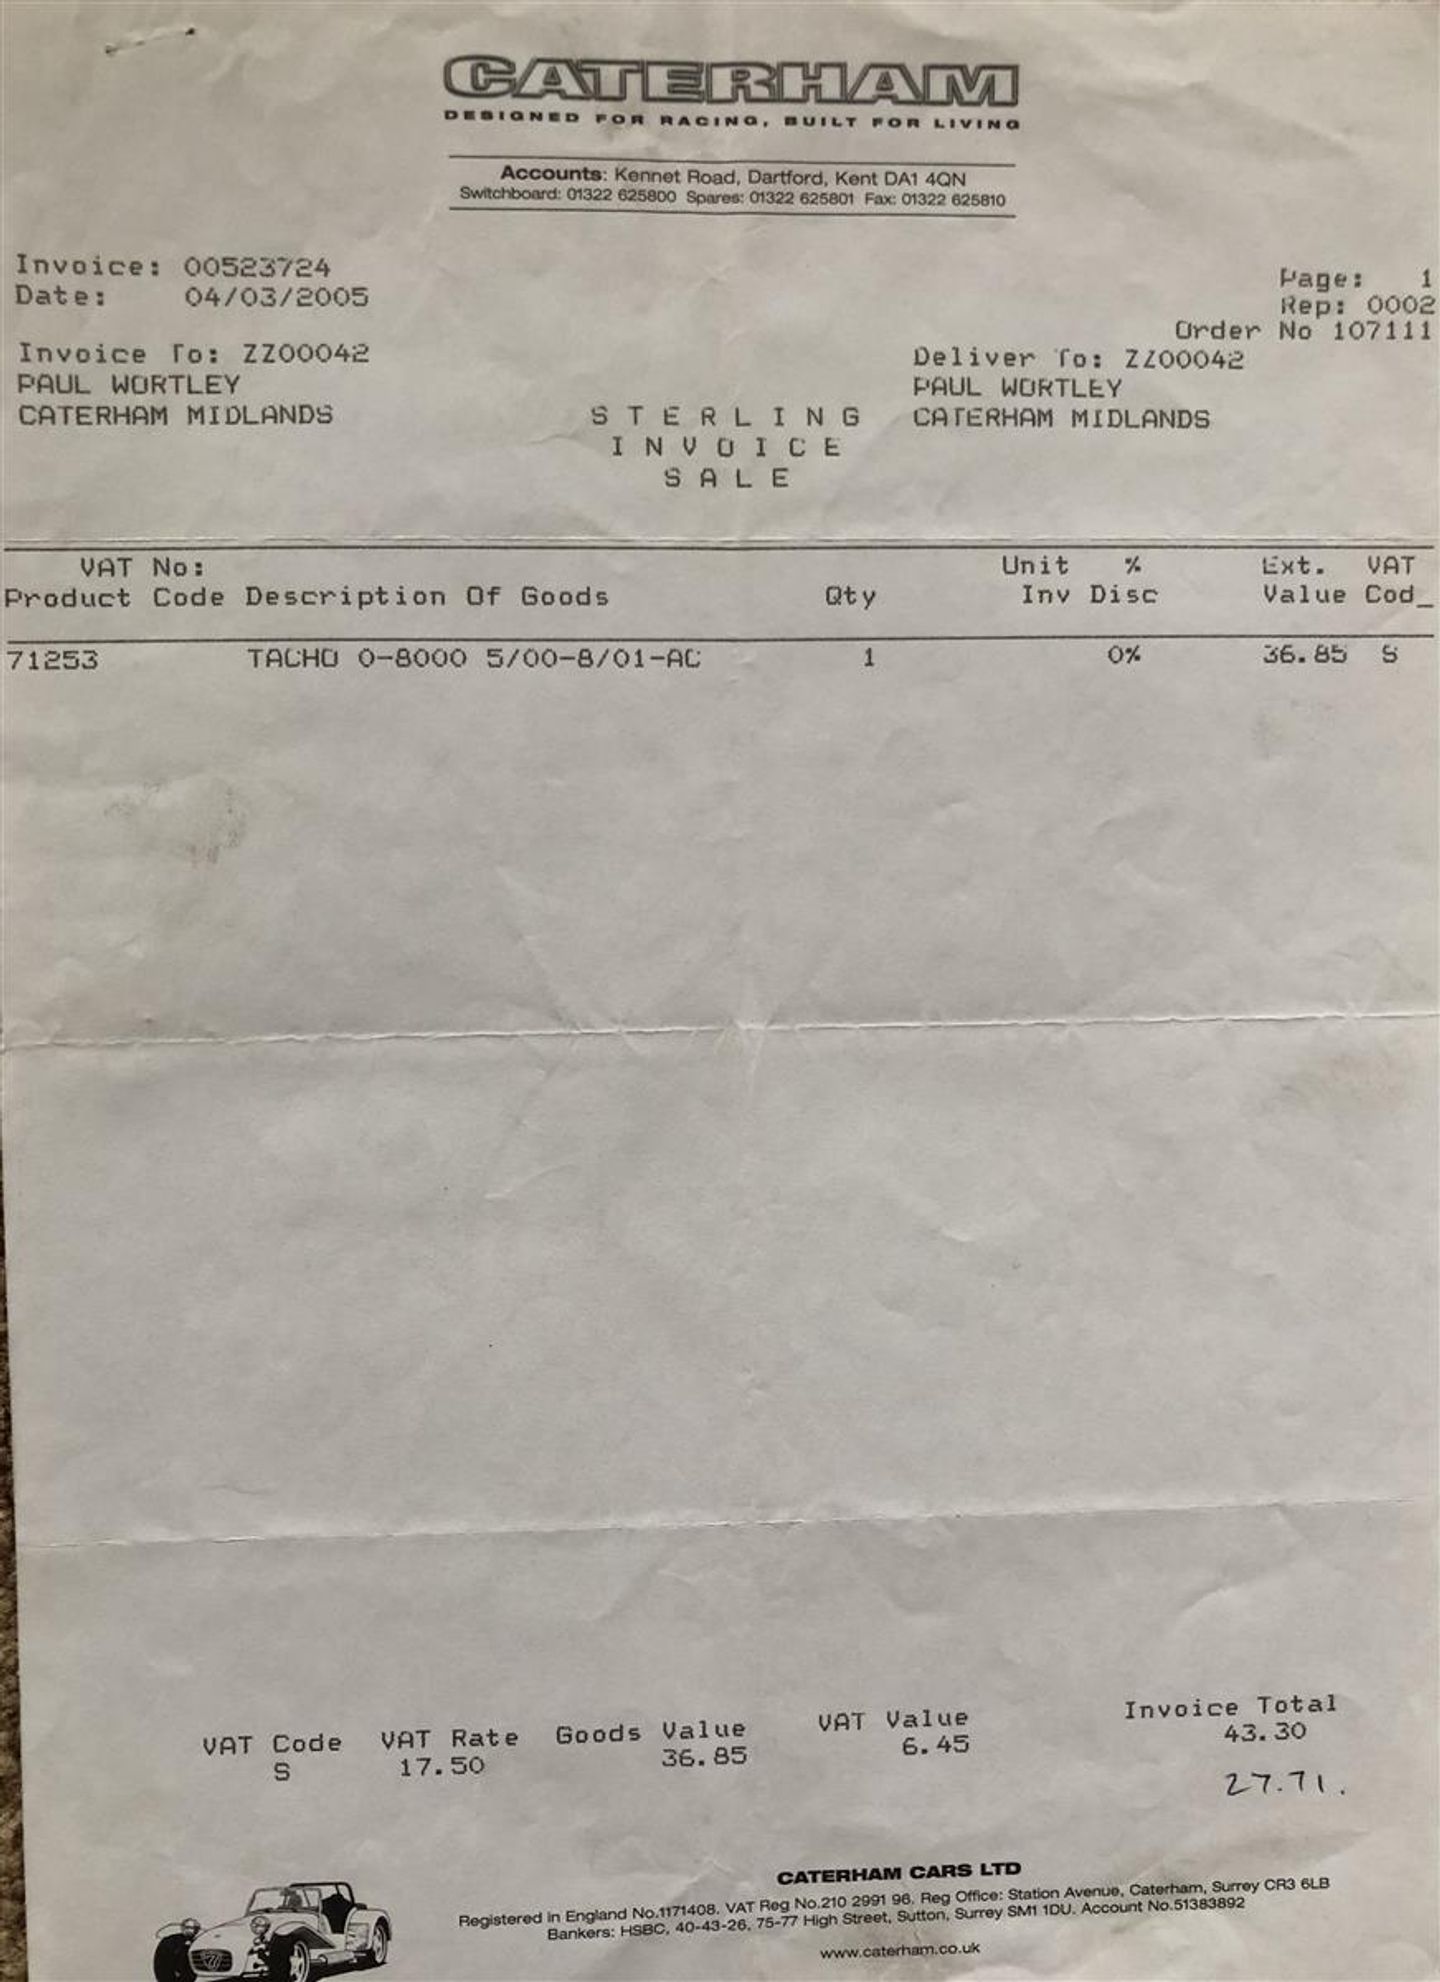 CATERHAM
DESIGNED FOR RACING, BUILT FOR LIVING
Accounts: Kennet Road, Dartford, Kent DA1 4QN
Switchboard: 01322 625800 Spares: 01322 625801 Fax: 01322 625810
Invoice: 00523724
Date: 04/03/2005
Page: 1
Rep: 0002
Order No 107111
Invoice To: ZZ00042
PAUL WORTLEY
CATERHAM MIDLANDS
Deliver To: ZZ00042
PAUL WORTLEY
CATERHAM MIDLANDS
STERLING
INVOICE
SALE
VAT No: Unit % Ext. VAT
Product Code Description Of Goods Qty Inv Disc Value Cod_
71253 TACHO 0-8000 5/00-8/01-AC 1 0% 36.85 S
VAT Code VAT Rate Goods Value VAT Value Invoice Total
S 17.50 36.85 6.45 43.30
27.71.
CATERHAM CARS LTD
Registered in England No.1171408. VAT Reg No.210 2991 96. Reg Office: Station Avenue, Caterham, Surrey CR3 6LB
Bankers: HSBC, 40-43-26, 75-77 High Street, Sutton, Surrey SM1 1DU. Account No.51383892
www.caterham.co.uk
7